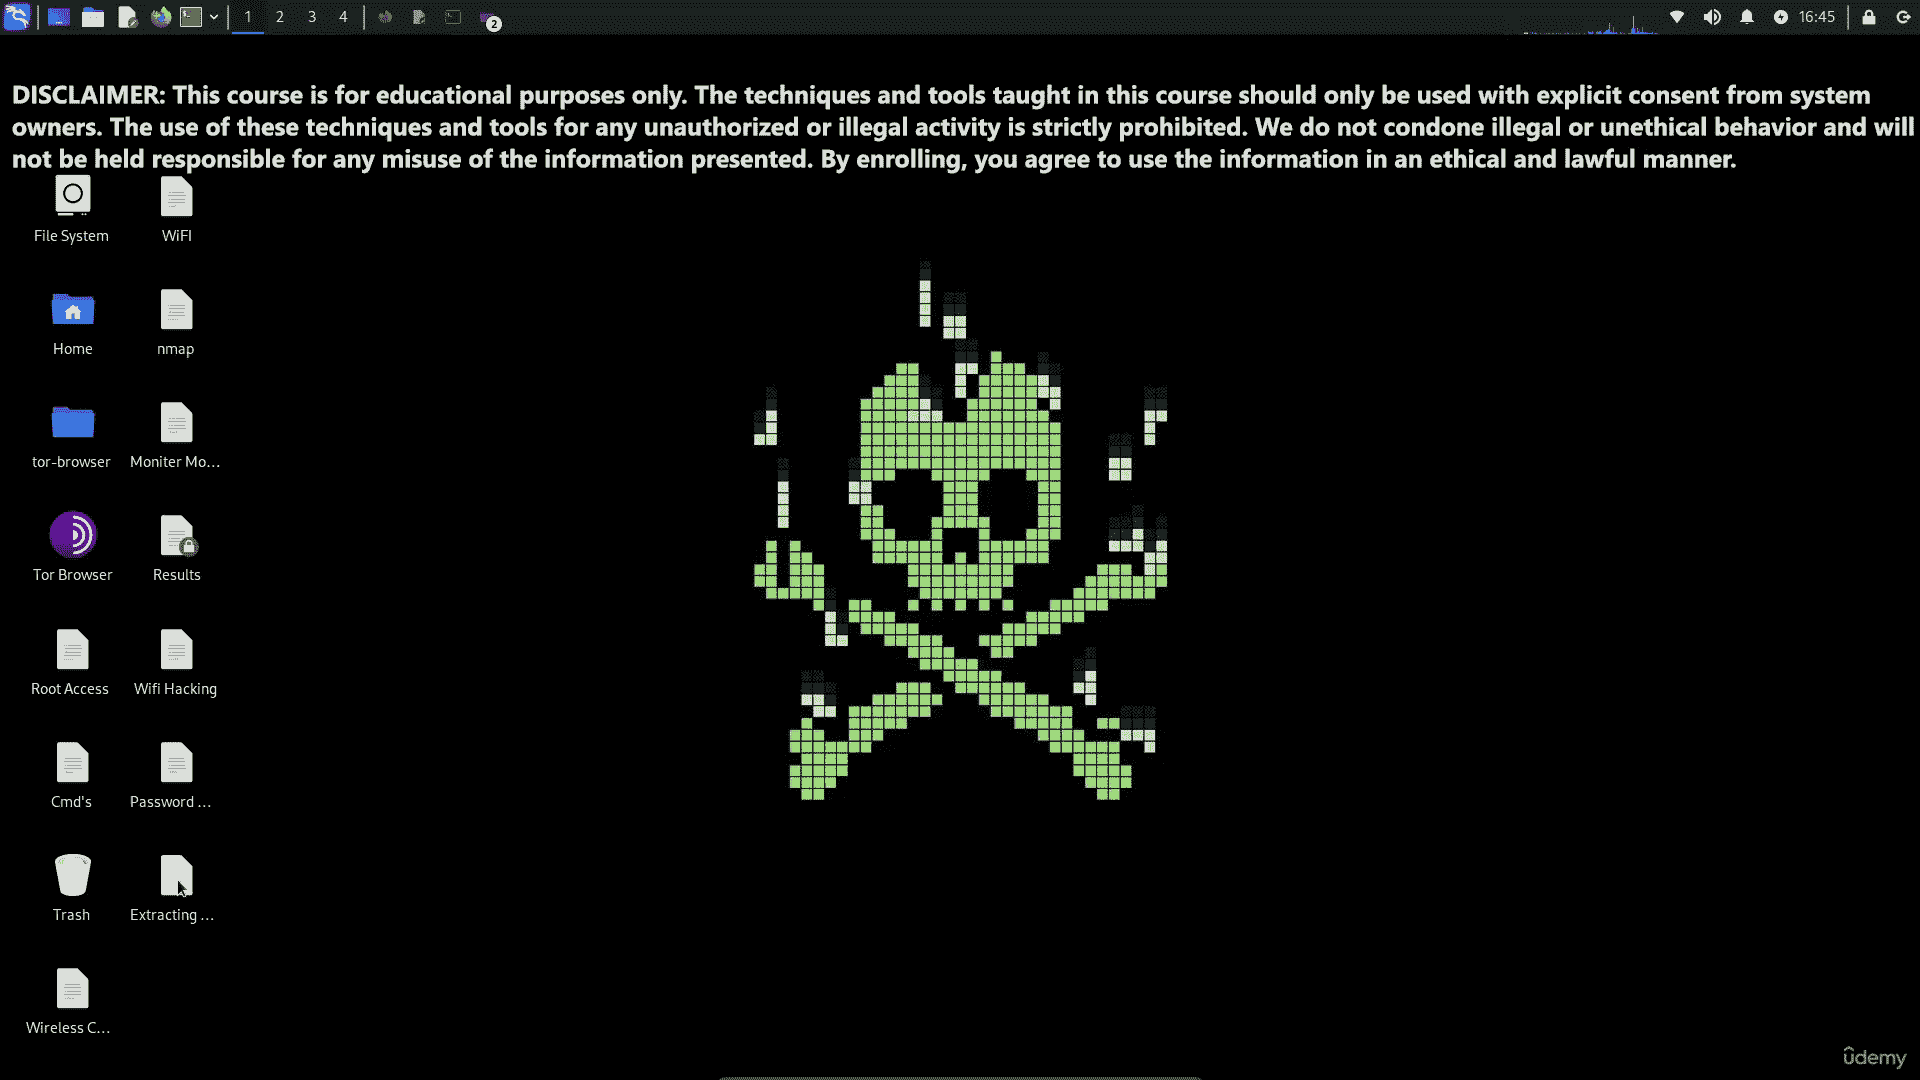 1 2 3 4 2 16:45
DISCLAIMER: This course is for educational purposes only. The techniques and tools taught in this course should only be used with explicit consent from system
owners. The use of these techniques and tools for any unauthorized or illegal activity is strictly prohibited. We do not condone illegal or unethical behavior and will
not be held responsible for any misuse of the information presented. By enrolling, you agree to use the information in an ethical and lawful manner.
File System WiFI
Home nmap
tor-browser Moniter Mo...
Tor Browser Results
Root Access Wifi Hacking
Cmd's Password ...
Trash Extracting ...
Wireless C...
ûdemy